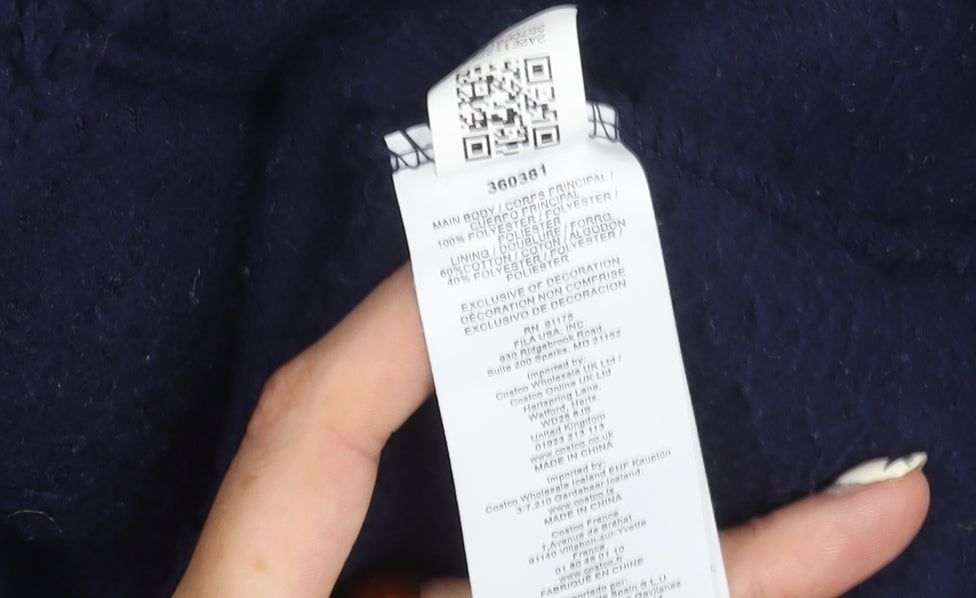 360381
MAIN BODY / CORPS PRINCIPAL /
CUERPO PRINCIPAL
100% POLYESTER / POLYESTER /
POLIESTER
LINING / DOUBLURE / FORRO
60%COTTON / COTON / ALGODON
40% POLYESTER / POLYESTER /
POLIESTER
EXCLUSIVE OF DECORATION
DÉCORATION NON COMPRISE
EXCLUSIVO DE DECORACION
RN 91175
FILA USA, INC
930 Ridgebrook Road,
Suite 200 Sparks, MD 21152
Imported by:
Costco Wholesale UK Ltd /
Costco Online UK Ltd
Hartspring Lane,
Watford, Herts.
WD25 8JS
United Kingdom
01923 213 113
www.costco.co.uk
MADE IN CHINA
Imported by:
Costco Wholesale Iceland EHF Kauptún
3-7,210 Gardabaer Iceland
www.costco.is
MADE IN CHINA
Costco France
1 Avenue de Bréhat
91140 Villebon-sur-Yvette
France
01 80 45 01 10
www.costco.fr
FABRIQUÉ EN CHINE
Spain S.L.U